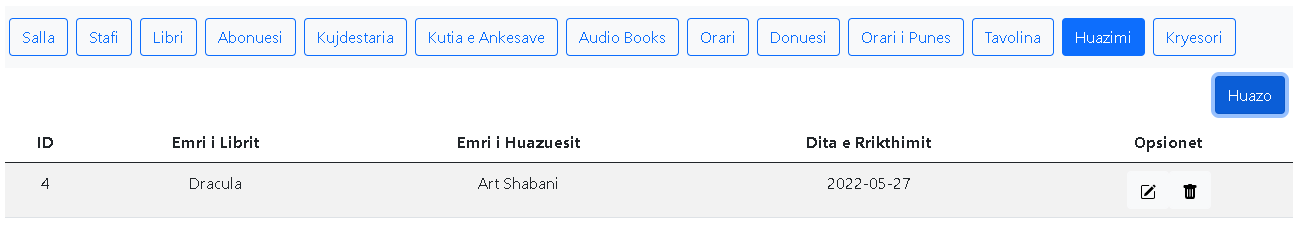 Salla Stafi Libri Abonuesi Kujdestaria Kutia e Ankesave Audio Books Orari Donuesi Orari i Punes Tavolina Huazimi Kryesori
Huazo
ID Emri i Librit Emri i Huazuesit Dita e Rrikthimit Opsionet
4 Dracula Art Shabani 2022-05-27